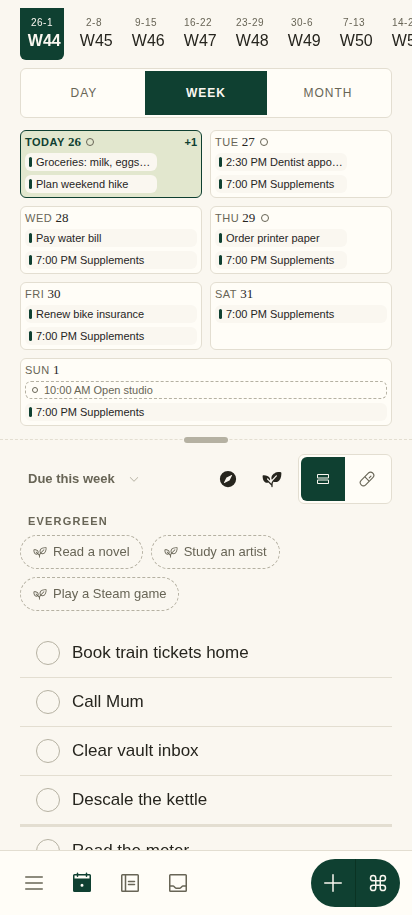 26-1 2-8 9-15 16-22 23-29 30-6 7-13
W44 W45 W46 W47 W48 W49 W50
DAY WEEK MONTH
TODAY 26 +1
Groceries: milk, eggs…
Plan weekend hike
TUE 27
2:30 PM Dentist appo…
7:00 PM Supplements
WED 28
Pay water bill
7:00 PM Supplements
THU 29
Order printer paper
7:00 PM Supplements
FRI 30
Renew bike insurance
7:00 PM Supplements
SAT 31
7:00 PM Supplements
SUN 1
10:00 AM Open studio
7:00 PM Supplements
Due this week
EVERGREEN
Read a novel Study an artist
Play a Steam game
Book train tickets home
Call Mum
Clear vault inbox
Descale the kettle
Read the meter